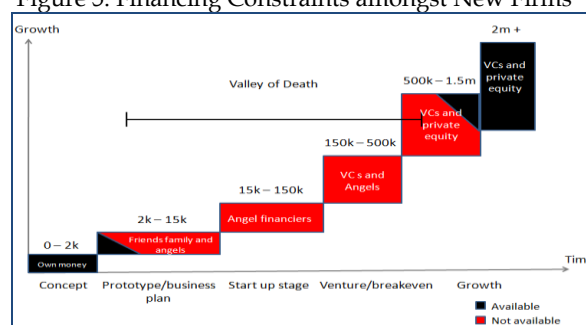 Figure 3: Financing Constraints amongst New Firms
Growth
2m +
VCs and
private
equity
500k – 1.5m
Valley of Death
VCs and
private
equity
150k – 500k
VC s and
Angels
15k – 150k
Angel financiers
2k – 15k
Friends family and
angels
0 – 2k
Own money
Tim
Concept
Prototype/business
plan
Start up stage
Venture/breakeven
Growth
Available
Not available